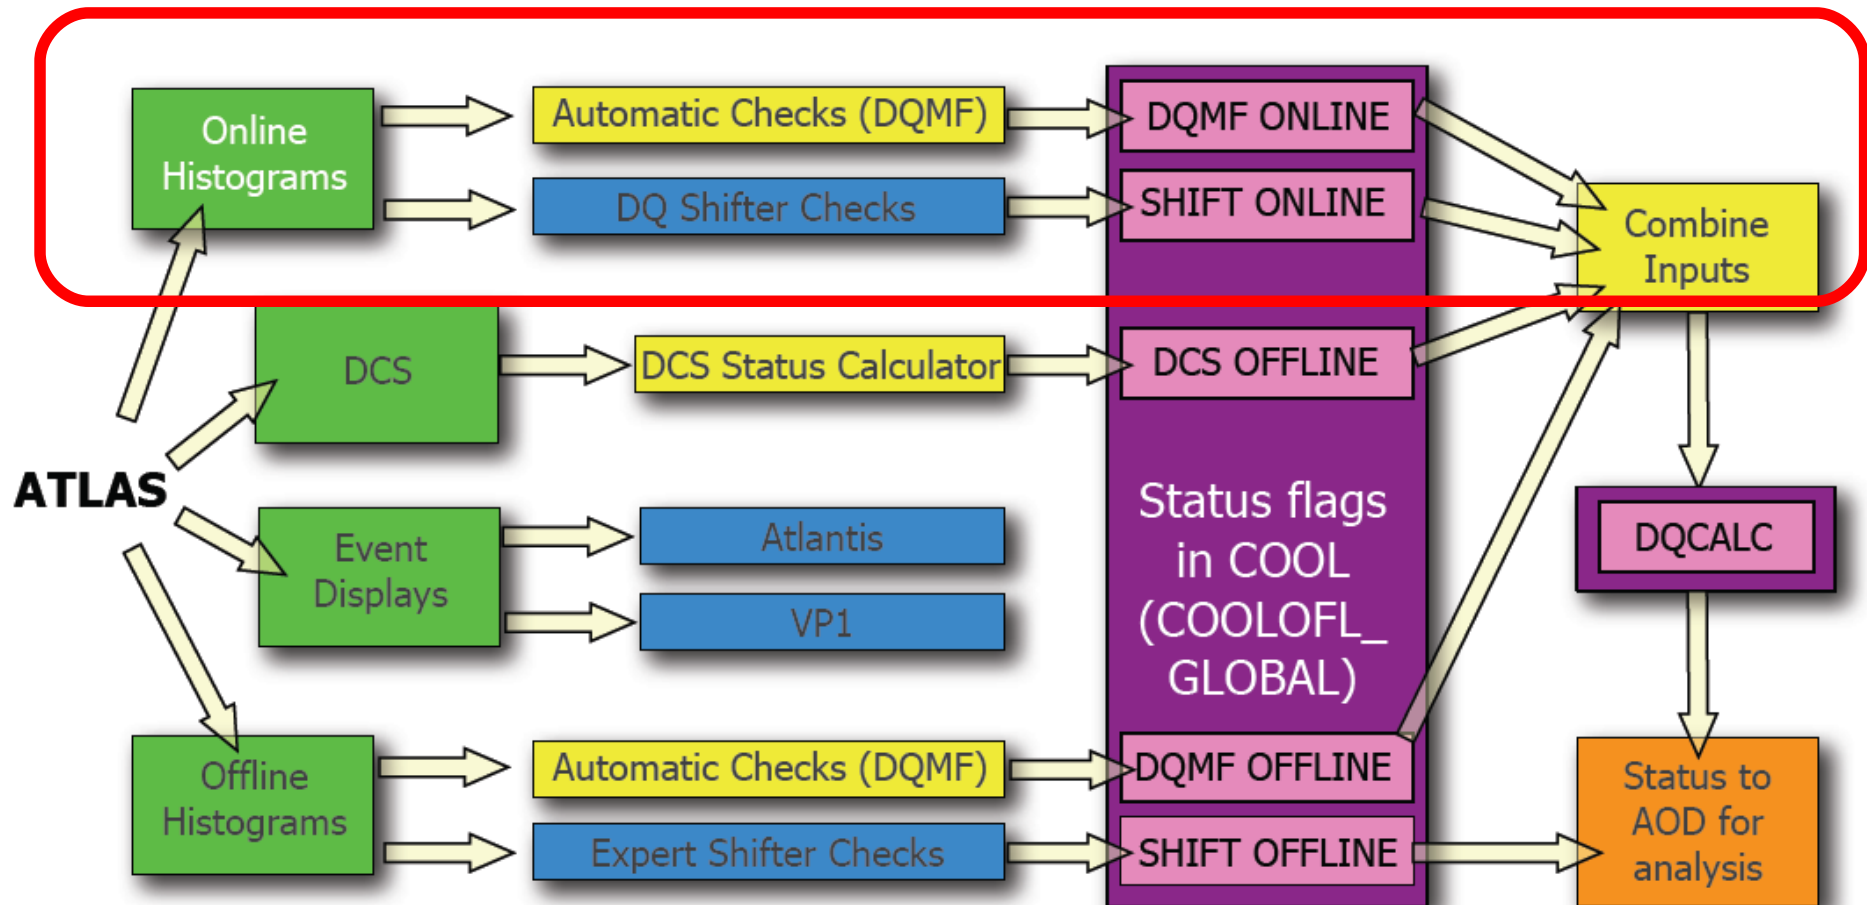 Online
Histograms
Automatic Checks (DQMF)
DQMF ONLINE
DQ Shifter Checks
SHIFT ONLINE
Combine
Inputs
DCS
DCS Status Calculator
DCS OFFLINE
ATLAS
Event
Displays
Atlantis
VP1
Status flags
in COOL
(COOLOFL_
GLOBAL)
DQCALC
Offline
Histograms
Automatic Checks (DQMF)
DQMF OFFLINE
Expert Shifter Checks
SHIFT OFFLINE
Status to
AOD for
analysis